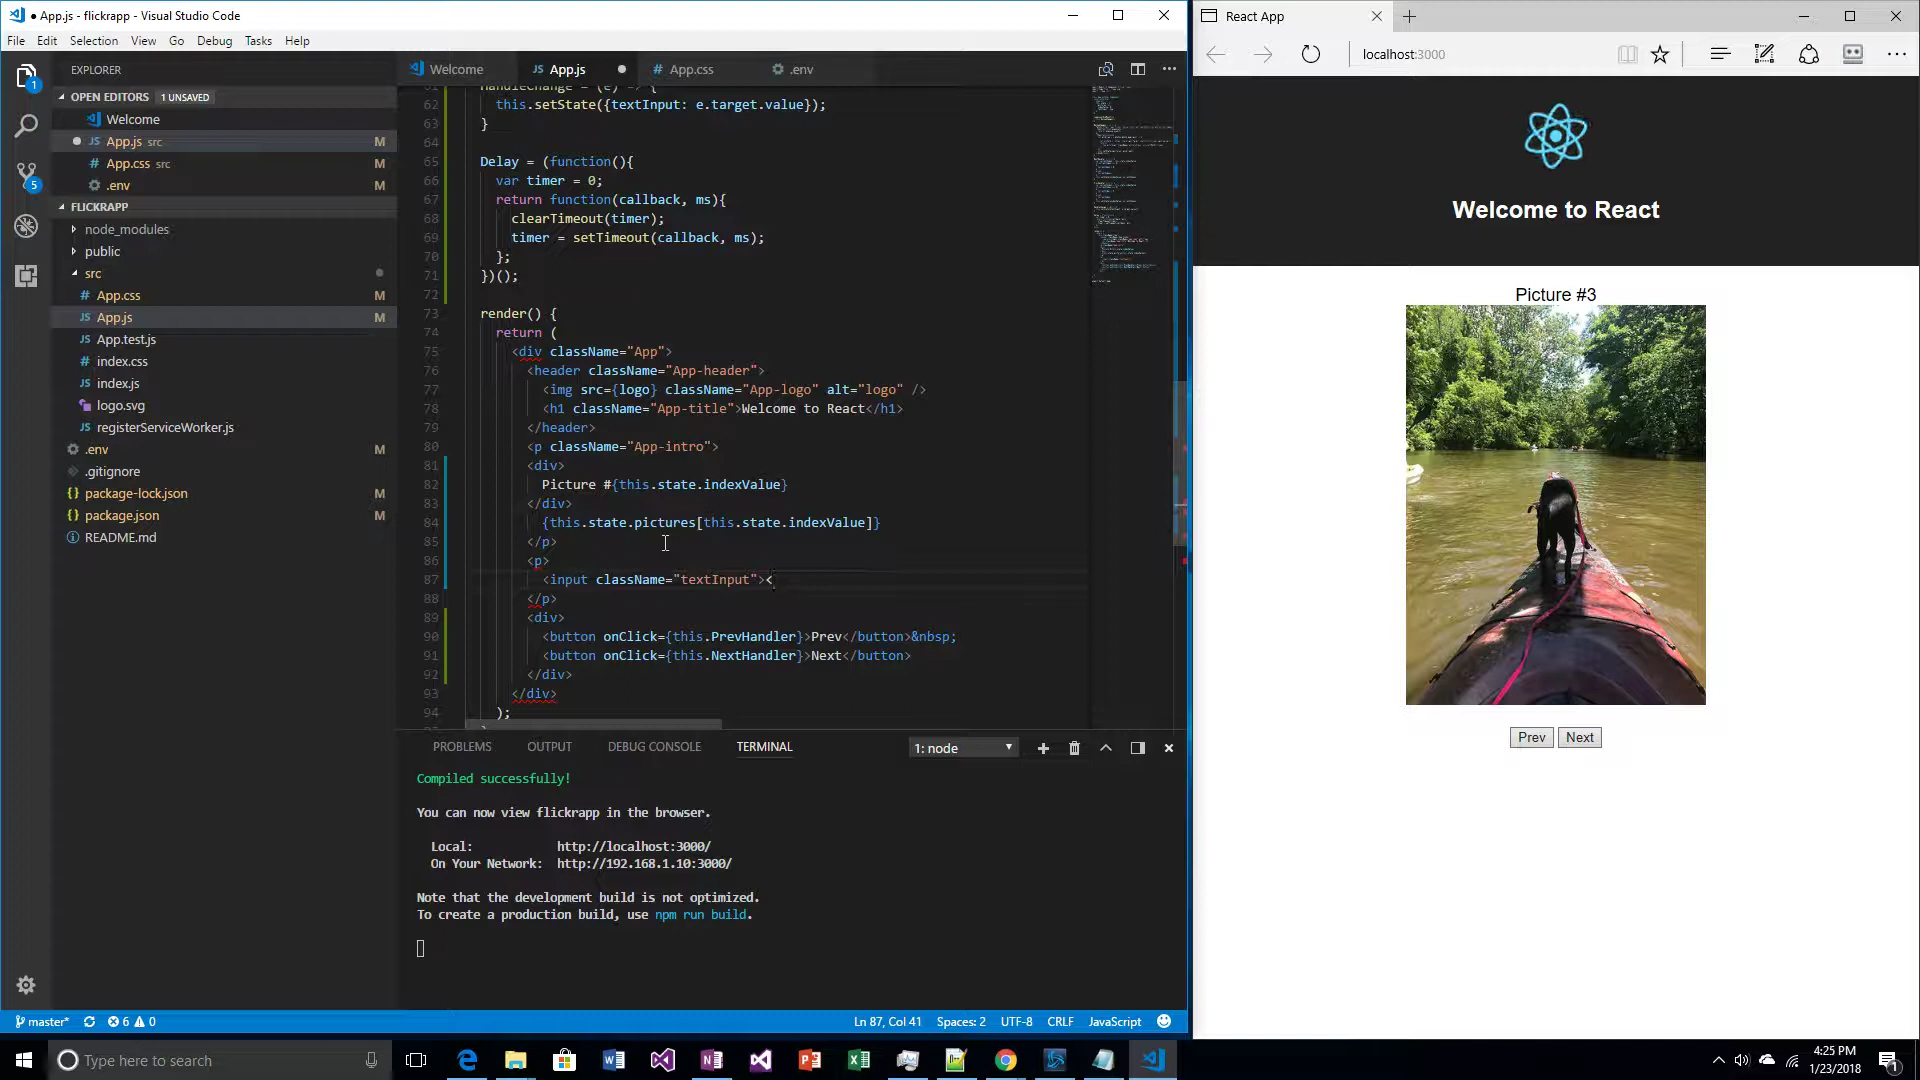 ● App.js - flickrapp - Visual Studio Code
File Edit Selection View Go Debug Tasks Help
EXPLORER
OPEN EDITORS 1 UNSAVED
Welcome
JS App.js src M
# App.css src M
.env M
FLICKRAPP
node_modules
public
src
# App.css M
JS App.js M
JS App.test.js
# index.css
JS index.js
logo.svg
JS registerServiceWorker.js
.env M
.gitignore
{} package-lock.json M
{} package.json M
README.md
1
5
Welcome
JS App.js
# App.css
.env
HandleChange = (e) => {
62 this.setState({textInput: e.target.value});
63 }
64
65 Delay = (function(){
66 var timer = 0;
67 return function(callback, ms){
68 clearTimeout(timer);
69 timer = setTimeout(callback, ms);
70 };
71 })();
72
73 render() {
74 return (
75 <div className="App">
76 <header className="App-header">
77 <img src={logo} className="App-logo" alt="logo" />
78 <h1 className="App-title">Welcome to React</h1>
79 </header>
80 <p className="App-intro">
81 <div>
82 Picture #{this.state.indexValue}
83 </div>
84 {this.state.pictures[this.state.indexValue]}
85 </p>
86 <p>
87 <input className="textInput"><
88 </p>
89 <div>
90 <button onClick={this.PrevHandler}>Prev</button>&nbsp;
91 <button onClick={this.NextHandler}>Next</button>
92 </div>
93 </div>
94 );
PROBLEMS OUTPUT DEBUG CONSOLE TERMINAL 1: node
Compiled successfully!
You can now view flickrapp in the browser.
Local: http://localhost:3000/
On Your Network: http://192.168.1.10:3000/
Note that the development build is not optimized.
To create a production build, use npm run build.
master* 6 0 Ln 87, Col 41 Spaces: 2 UTF-8 CRLF JavaScript
React App
localhost:3000
Welcome to React
Picture #3
Prev Next
Type here to search
4:25 PM
1/23/2018
1